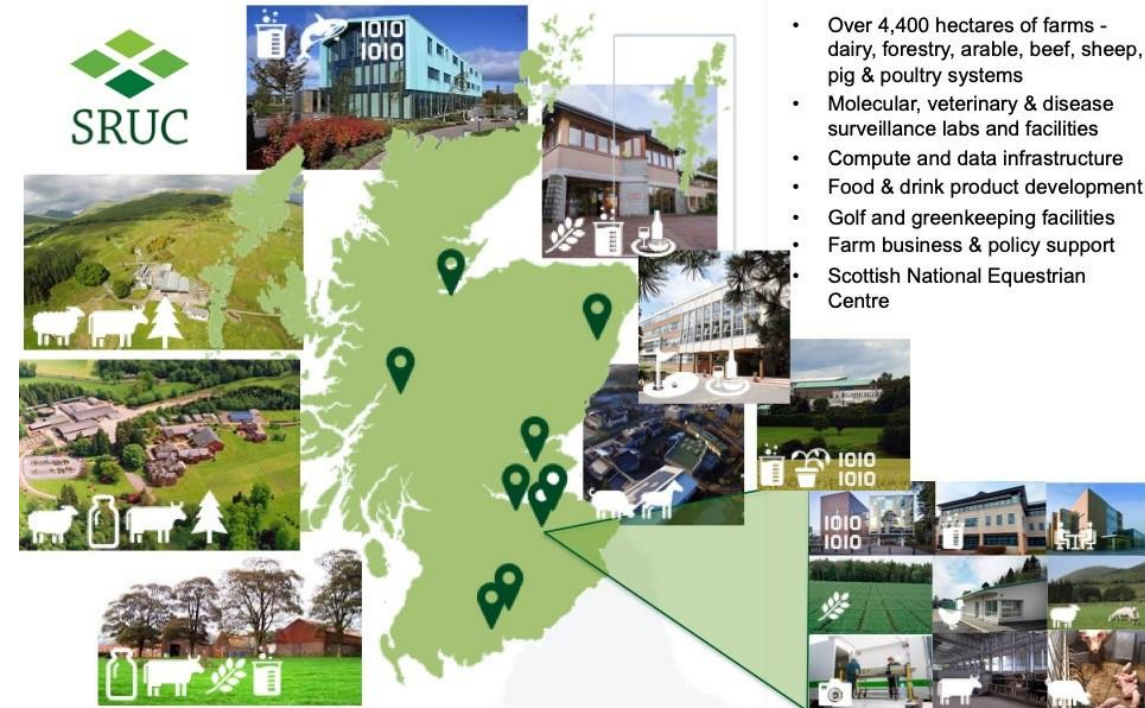 SRUC
1010
1010
• Over 4,400 hectares of farms -
dairy, forestry, arable, beef, sheep,
pig & poultry systems
• Molecular, veterinary & disease
surveillance labs and facilities
• Compute and data infrastructure
• Food & drink product development
• Golf and greenkeeping facilities
• Farm business & policy support
• Scottish National Equestrian
Centre
1010
1010
1010
1010